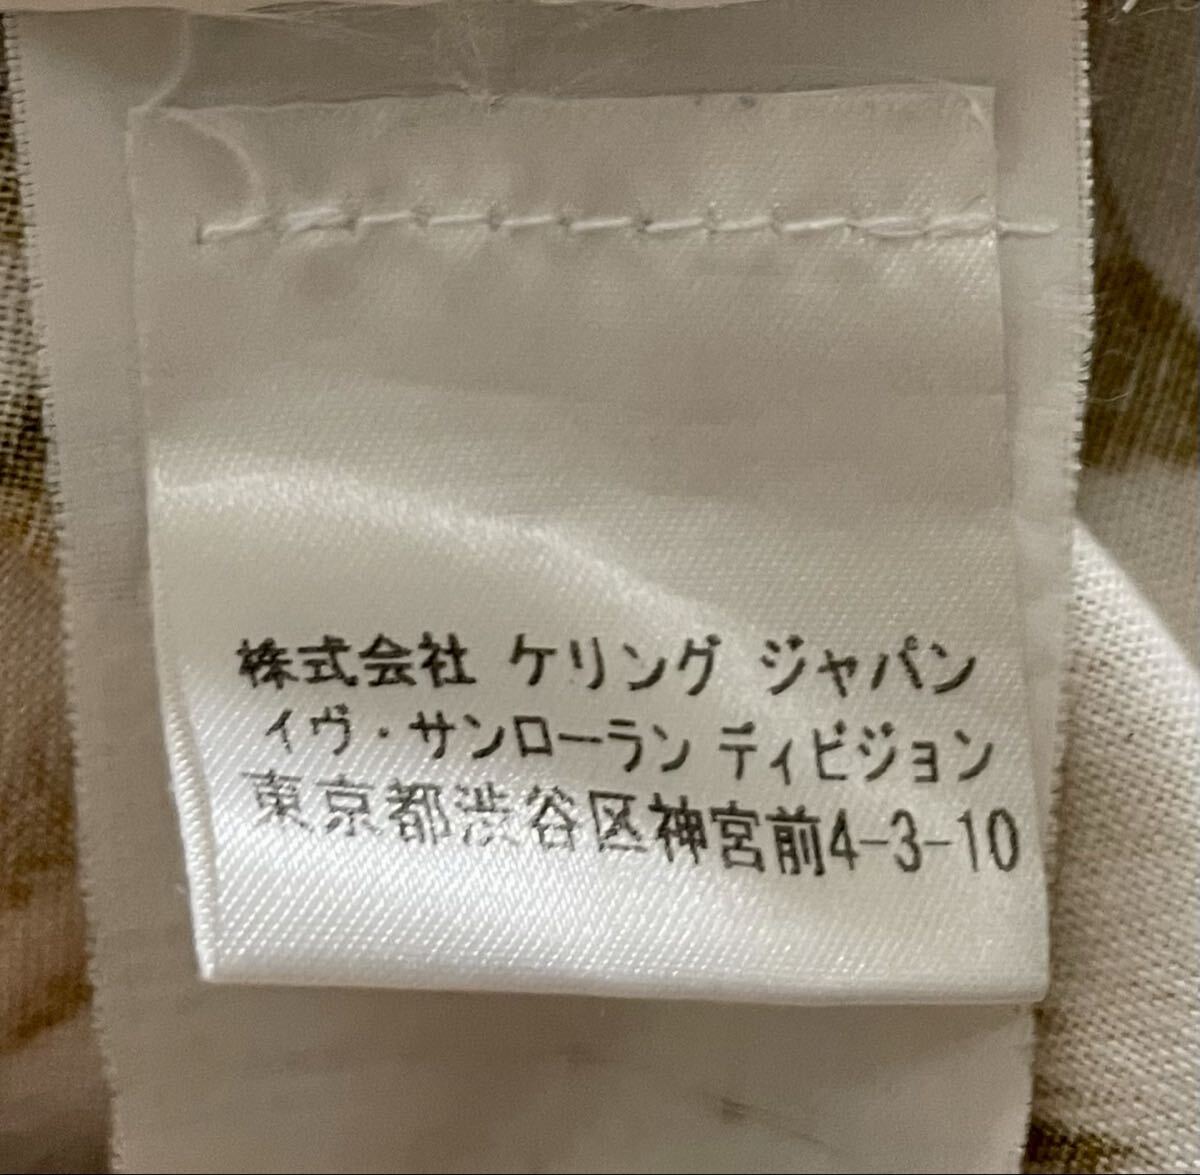 株式会社 ケリング ジャパン
イヴ・サンローラン ディビジョン
東京都渋谷区神宮前4-3-10